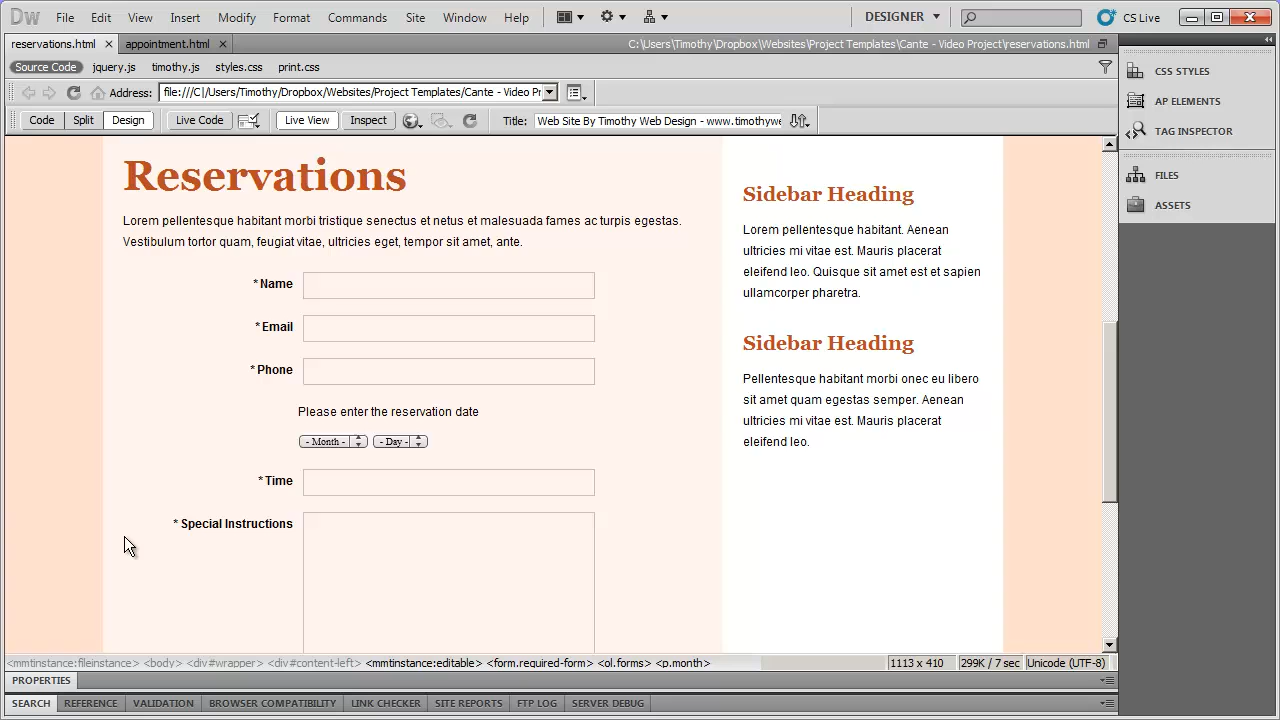 Dw File Edit View Insert Modify Format Commands Site Window Help DESIGNER CS Live
reservations.html appointment.html C:\Users\Timothy\Dropbox\Websites\Project Templates\Cante - Video Project\reservations.html
Source Code jquery.js timothy.js styles.css print.css
Address: file:///C|/Users/Timothy/Dropbox/Websites/Project Templates/Cante - Video Pr
Code Split Design Live Code Live View Inspect Title: Web Site By Timothy Web Design - www.timothywe
CSS STYLES
AP ELEMENTS
TAG INSPECTOR
FILES
ASSETS
Reservations
Lorem pellentesque habitant morbi tristique senectus et netus et malesuada fames ac turpis egestas.
Vestibulum tortor quam, feugiat vitae, ultricies eget, tempor sit amet, ante.
* Name
* Email
* Phone
Please enter the reservation date
- Month - - Day -
* Time
* Special Instructions
Sidebar Heading
Lorem pellentesque habitant. Aenean
ultricies mi vitae est. Mauris placerat
eleifend leo. Quisque sit amet est et sapien
ullamcorper pharetra.
Sidebar Heading
Pellentesque habitant morbi onec eu libero
sit amet quam egestas semper. Aenean
ultricies mi vitae est. Mauris placerat
eleifend leo.
<mmtinstance:fileinstance> <body> <div#wrapper> <div#content-left> <mmtinstance:editable> <form.required-form> <ol.forms> <p.month> 1113 x 410 299K / 7 sec Unicode (UTF-8)
PROPERTIES
SEARCH REFERENCE VALIDATION BROWSER COMPATIBILITY LINK CHECKER SITE REPORTS FTP LOG SERVER DEBUG